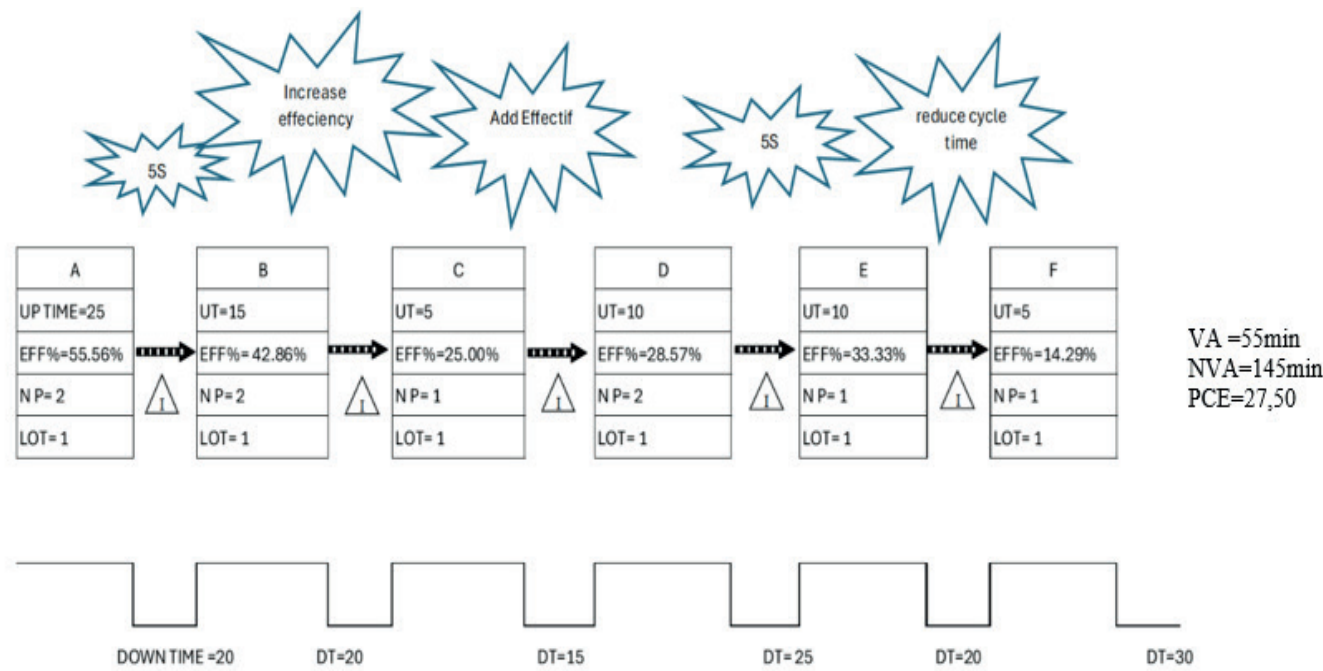 Increase
effeciency
Add Effectif
reduce cycle
time
5S
5S
A
UP TIME=25
EFF%=55.56%
N P= 2
LOT= 1
I
B
UT=15
EFF%= 42.86%
N P= 2
LOT= 1
I
C
UT=5
EFF%=25.00%
N P= 1
LOT= 1
I
D
UT=10
EFF%=28.57%
N P= 2
LOT= 1
I
E
UT=10
EFF%=33.33%
N P= 1
LOT= 1
I
F
UT=5
EFF%=14.29%
N P= 1
LOT= 1
VA =55min
NVA=145min
PCE=27,50
DOWN TIME =20
DT=20
DT=15
DT= 25
DT=20
DT=30